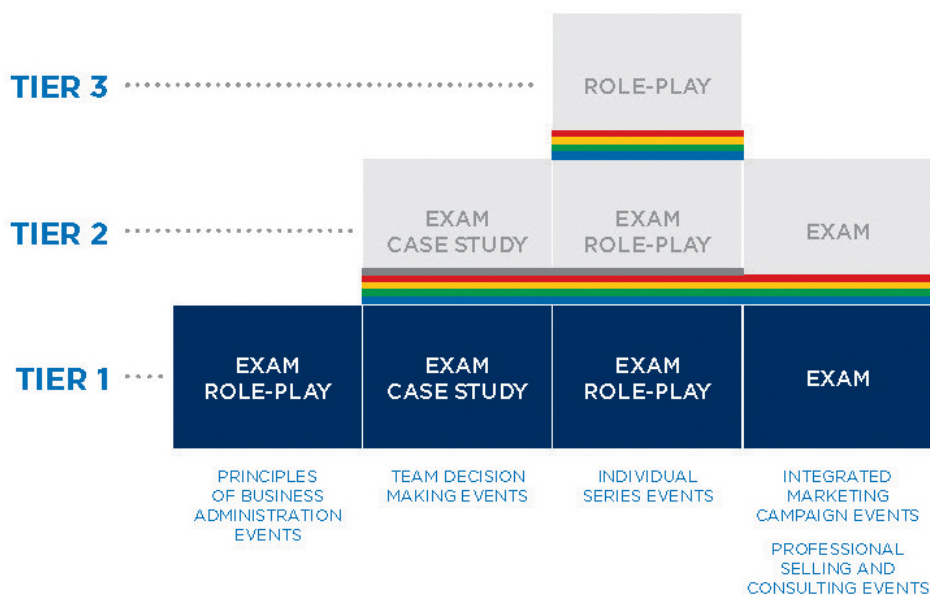 TIER 3
ROLE-PLAY
TIER 2
EXAM
CASE STUDY
EXAM
ROLE-PLAY
EXAM
TIER 1
EXAM
ROLE-PLAY
EXAM
CASE STUDY
EXAM
ROLE-PLAY
EXAM
PRINCIPLES
OF BUSINESS
ADMINISTRATION
EVENTS
TEAM DECISION
MAKING EVENTS
INDIVIDUAL
SERIES EVENTS
INTEGRATED
MARKETING
CAMPAIGN EVENTS
PROFESSIONAL
SELLING AND
CONSULTING EVENTS